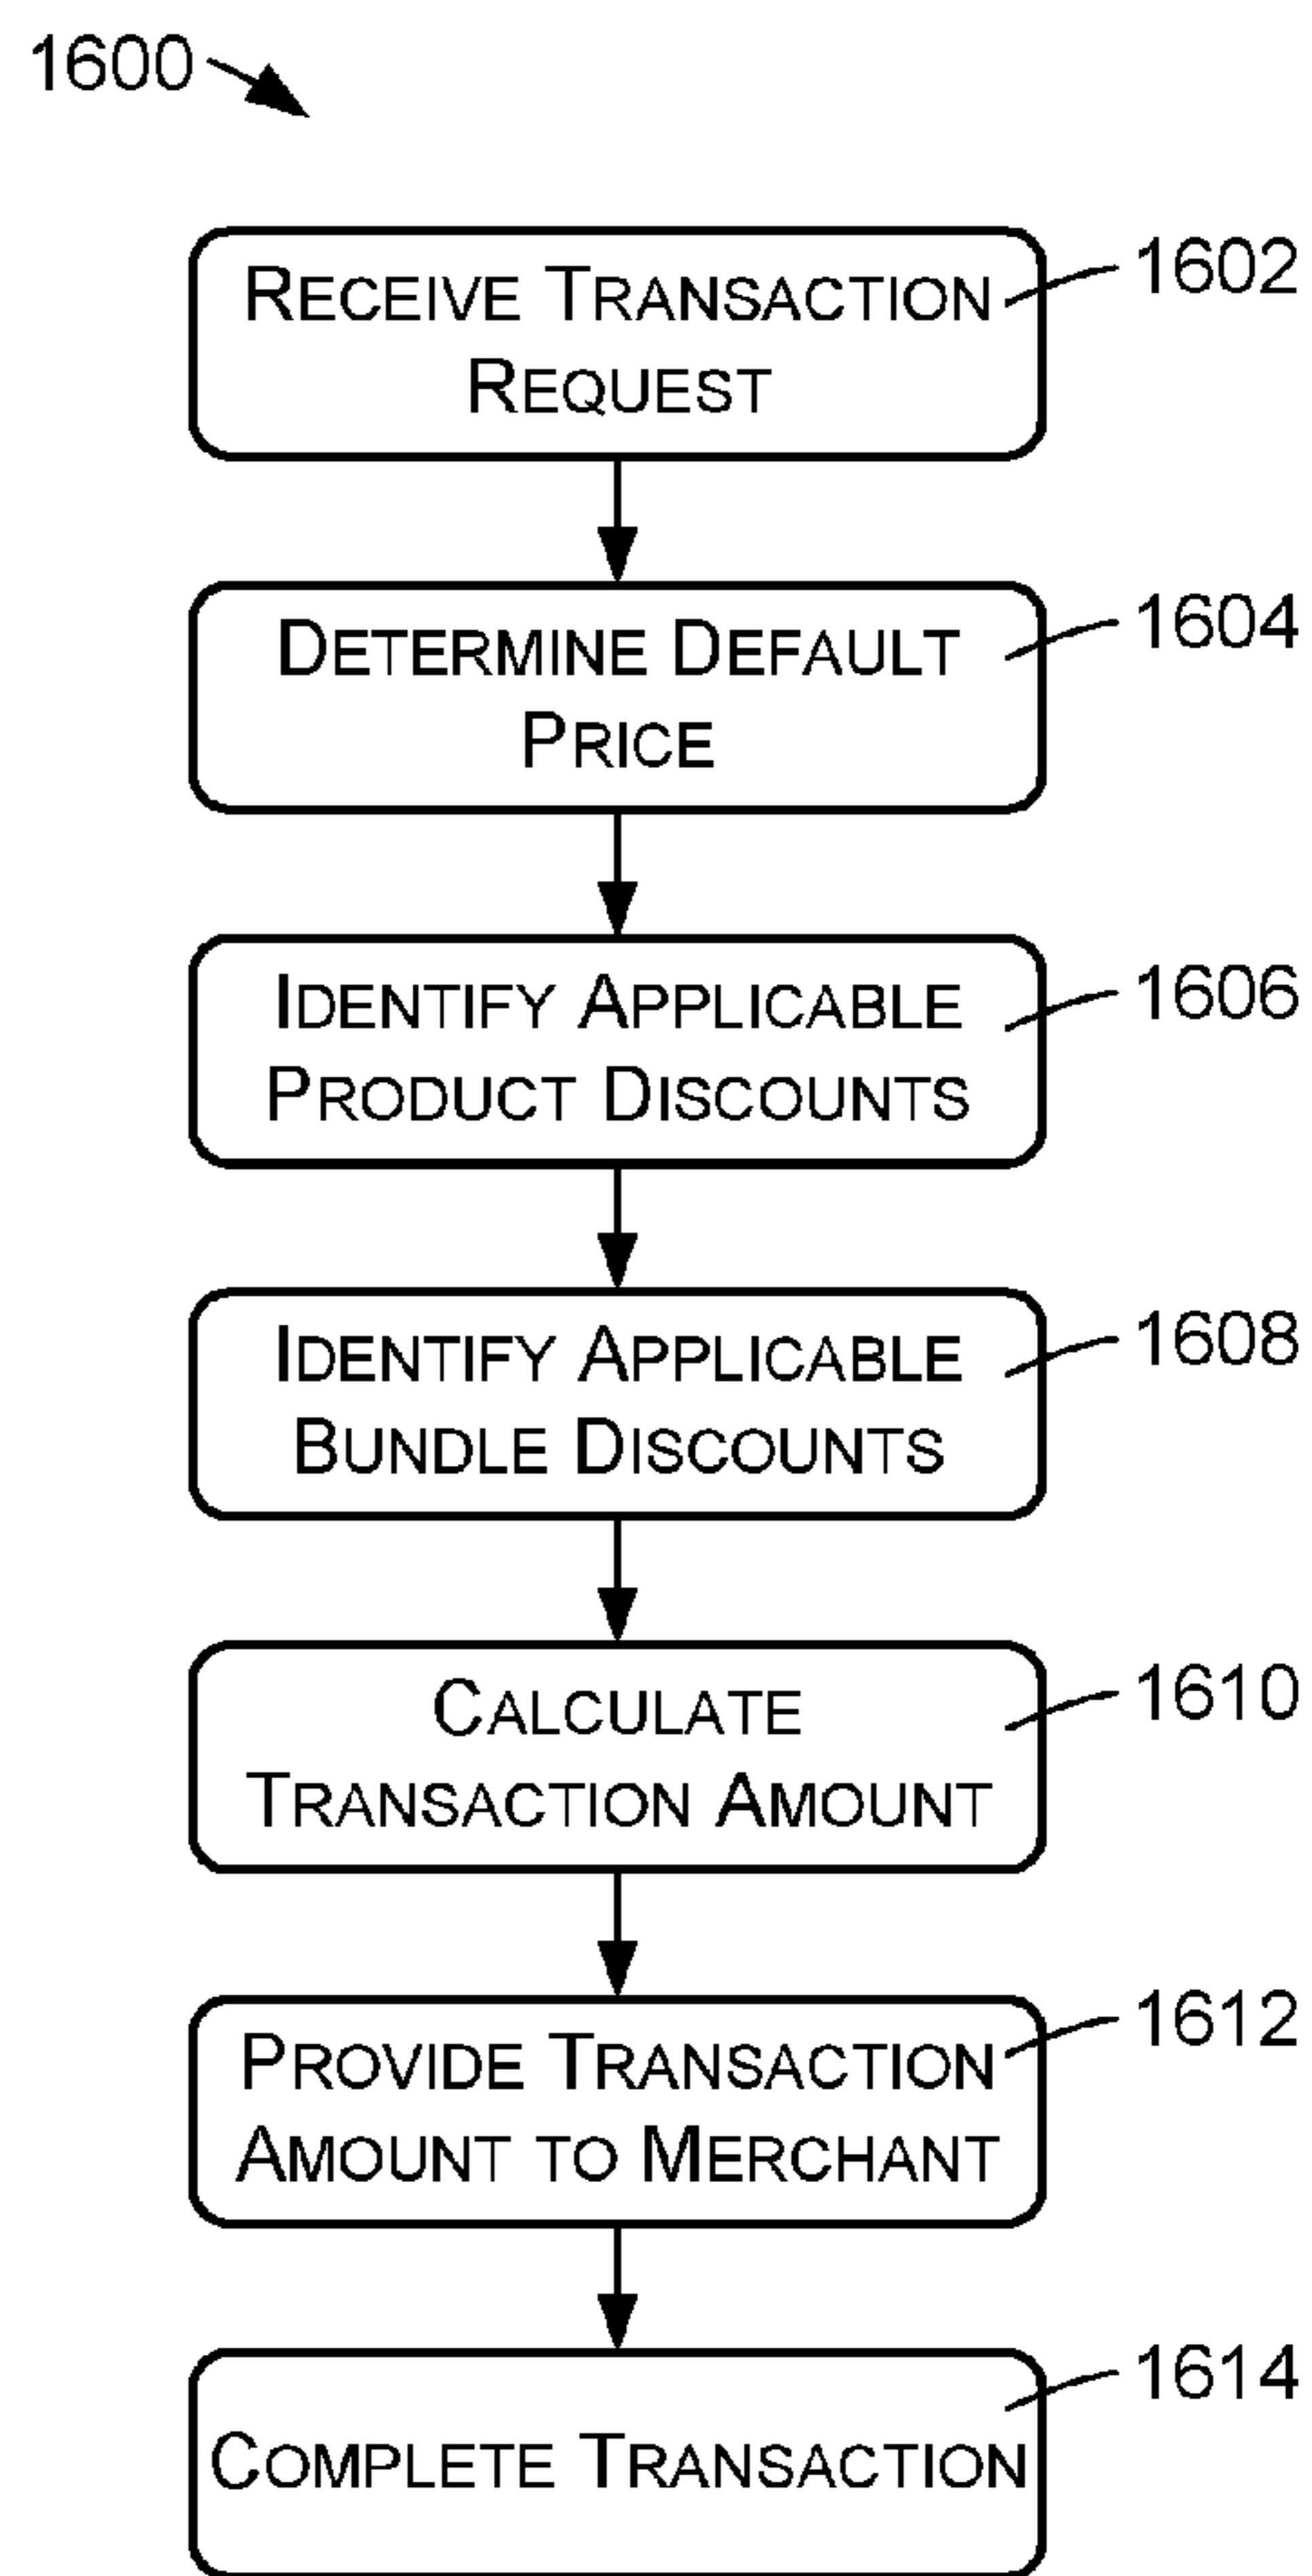 1600
RECEIVE TRANSACTION
REQUEST
1602
DETERMINE DEFAULT
PRICE
1604
IDENTIFY APPLICABLE
PRODUCT DISCOUNTS
1606
IDENTIFY APPLICABLE
BUNDLE DISCOUNTS
1608
CALCULATE
TRANSACTION AMOUNT
1610
PROVIDE TRANSACTION
AMOUNT TO MERCHANT
1612
COMPLETE TRANSACTION
1614